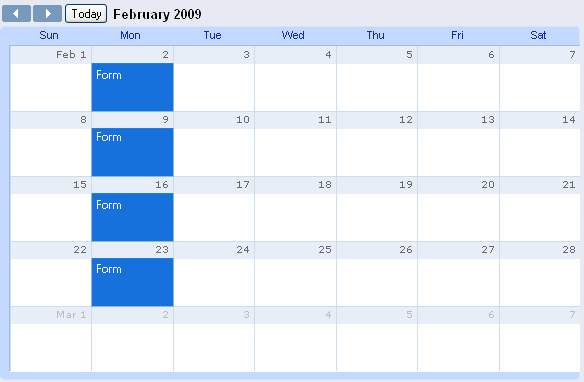 Today February 2009
Sun Mon Tue Wed Thu Fri Sat
Feb 1 2 3 4 5 6 7
Form
8 9 10 11 12 13 14
Form
15 16 17 18 19 20 21
Form
22 23 24 25 26 27 28
Form
Mar 1 2 3 4 5 6 7